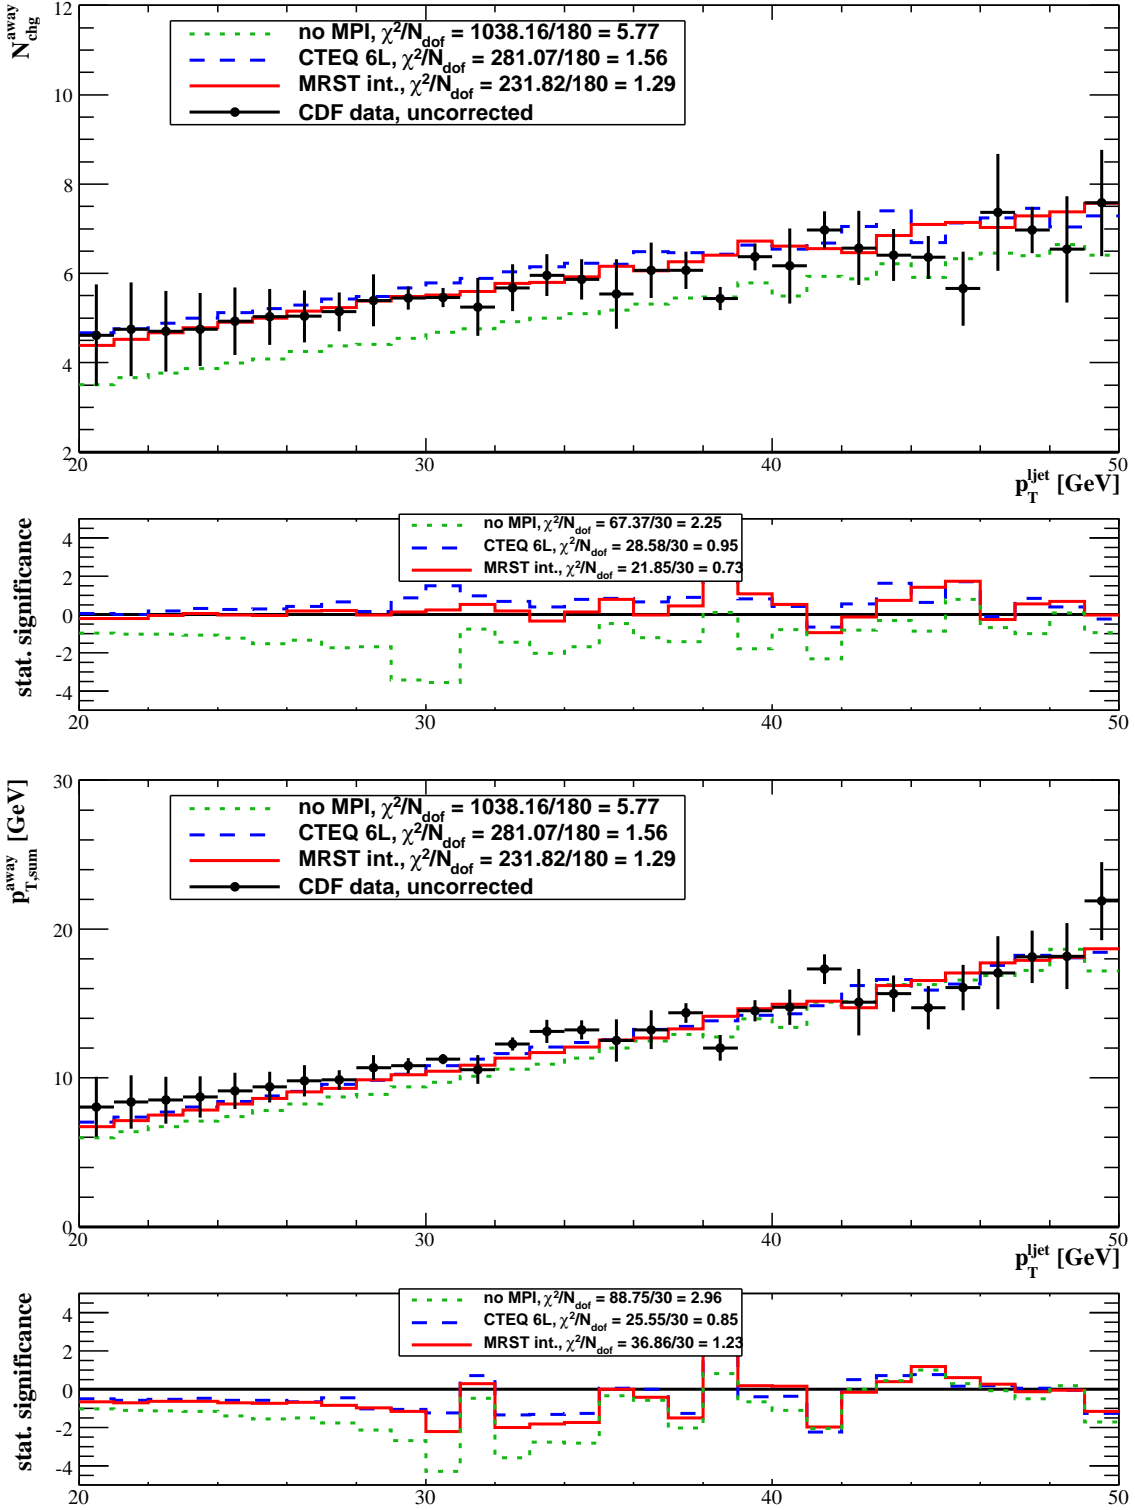 N_chg^away
12
10
8
6
4
2
no MPI, χ²/N_dof = 1038.16/180 = 5.77
CTEQ 6L, χ²/N_dof = 281.07/180 = 1.56
MRST int., χ²/N_dof = 231.82/180 = 1.29
CDF data, uncorrected
20 30 40 50
p_T^ljet [GeV]
stat. significance
4
2
0
-2
-4
no MPI, χ²/N_dof = 67.37/30 = 2.25
CTEQ 6L, χ²/N_dof = 28.58/30 = 0.95
MRST int., χ²/N_dof = 21.85/30 = 0.73
20 30 40 50
p_T,sum^away [GeV]
30
20
10
0
no MPI, χ²/N_dof = 1038.16/180 = 5.77
CTEQ 6L, χ²/N_dof = 281.07/180 = 1.56
MRST int., χ²/N_dof = 231.82/180 = 1.29
CDF data, uncorrected
20 30 40 50
p_T^ljet [GeV]
stat. significance
4
2
0
-2
-4
no MPI, χ²/N_dof = 88.75/30 = 2.96
CTEQ 6L, χ²/N_dof = 25.55/30 = 0.85
MRST int., χ²/N_dof = 36.86/30 = 1.23
20 30 40 50